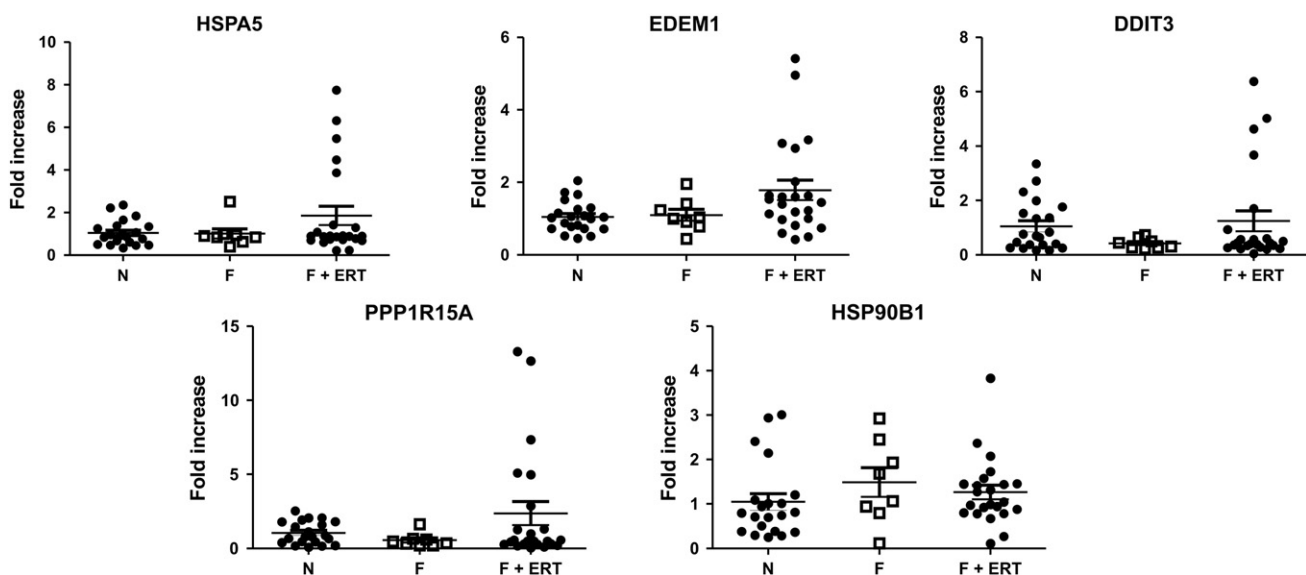 HSPA5
Fold increase
10
8
6
4
2
0
N F F + ERT
EDEM1
Fold increase
6
4
2
0
N F F + ERT
DDIT3
Fold increase
8
6
4
2
0
N F F + ERT
PPP1R15A
Fold increase
15
10
5
0
N F F + ERT
HSP90B1
Fold increase
5
4
3
2
1
0
N F F + ERT